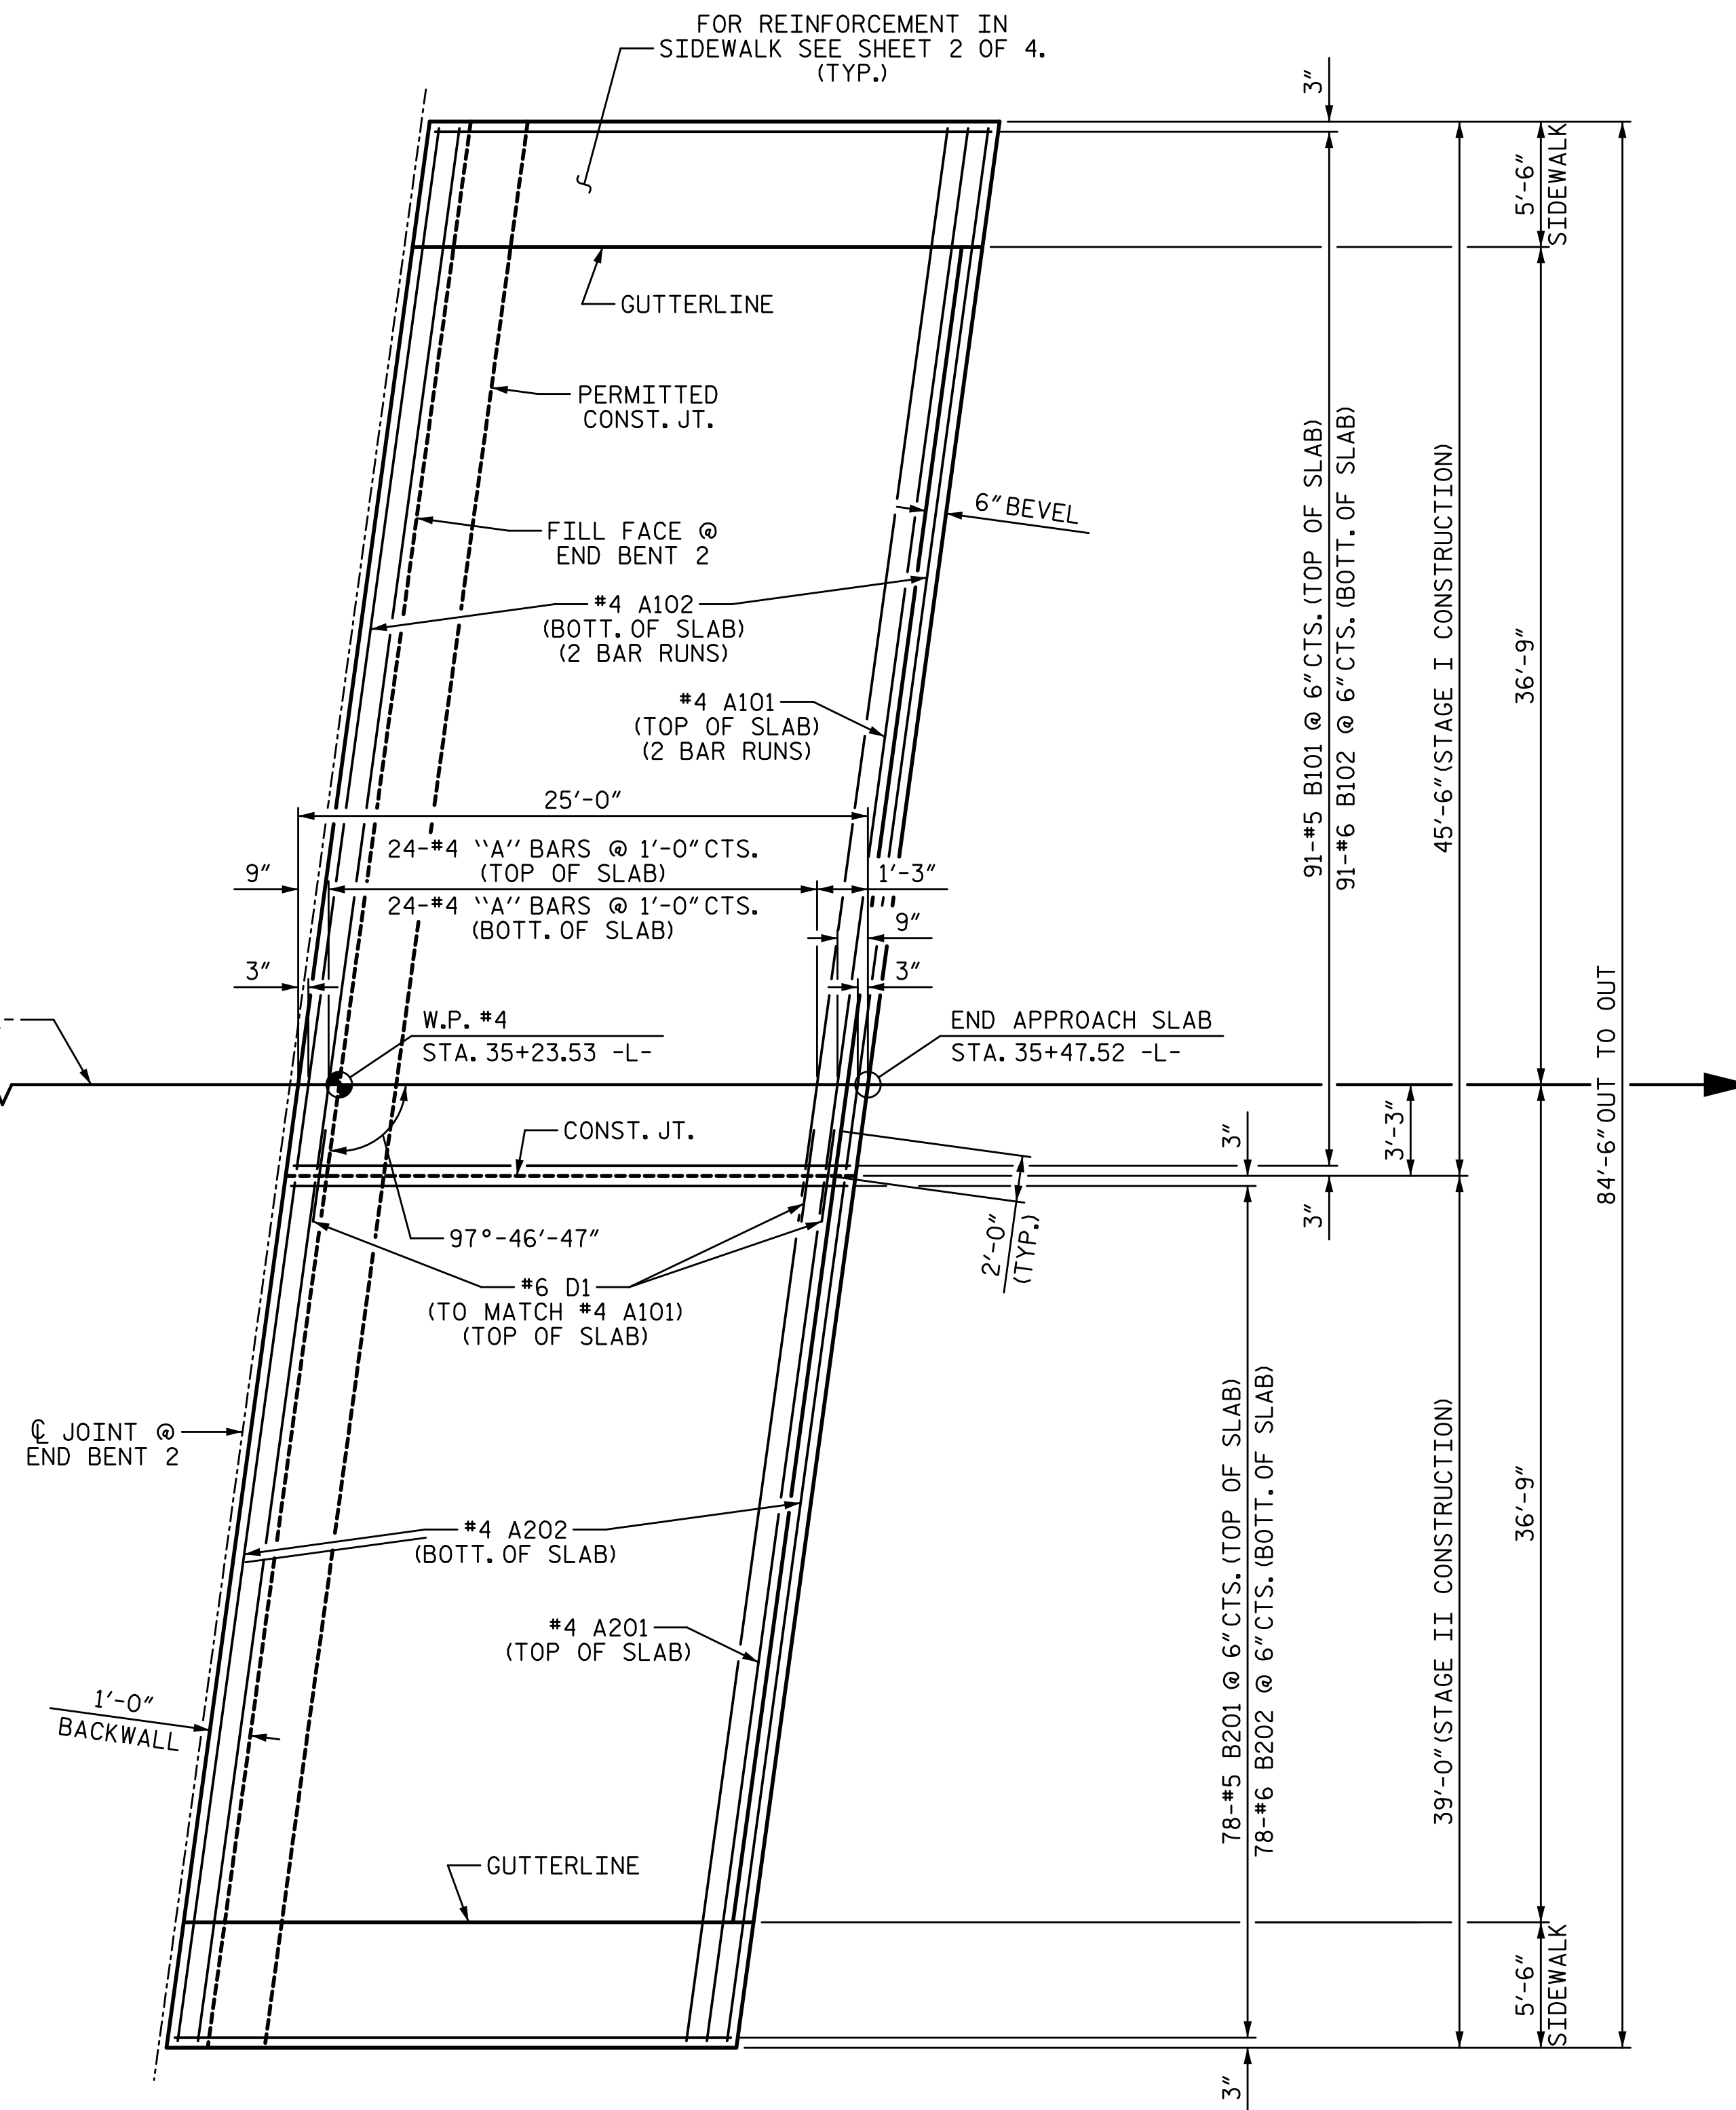 FOR REINFORCEMENT IN
SIDEWALK SEE SHEET 2 OF 4.
(TYP.)
3"
5'-6"
SIDEWALK
GUTTERLINE
PERMITTED
CONST. JT.
6" BEVEL
FILL FACE @
END BENT 2
#4 A102
(BOTT. OF SLAB)
(2 BAR RUNS)
#4 A101
(TOP OF SLAB)
(2 BAR RUNS)
91-#5 B101 @ 6" CTS. (TOP OF SLAB)
91-#6 B102 @ 6" CTS. (BOTT. OF SLAB)
45'-6" (STAGE I CONSTRUCTION)
36'-9"
25'-0"
24-#4 "A" BARS @ 1'-0" CTS.
(TOP OF SLAB)
24-#4 "A" BARS @ 1'-0" CTS.
(BOTT. OF SLAB)
9"
1'-3"
9"
3"
3"
84'-6" OUT TO OUT
W.P. #4
STA. 35+23.53 -L-
END APPROACH SLAB
STA. 35+47.52 -L-
CONST. JT.
3"
3'-3"
3"
97°-46'-47"
2'-0"
(TYP.)
#6 D1
(TO MATCH #4 A101)
(TOP OF SLAB)
℄ JOINT @
END BENT 2
#4 A202
(BOTT. OF SLAB)
#4 A201
(TOP OF SLAB)
78-#5 B201 @ 6" CTS. (TOP OF SLAB)
78-#6 B202 @ 6" CTS. (BOTT. OF SLAB)
39'-0" (STAGE II CONSTRUCTION)
36'-9"
1'-0"
BACKWALL
GUTTERLINE
5'-6"
SIDEWALK
3"